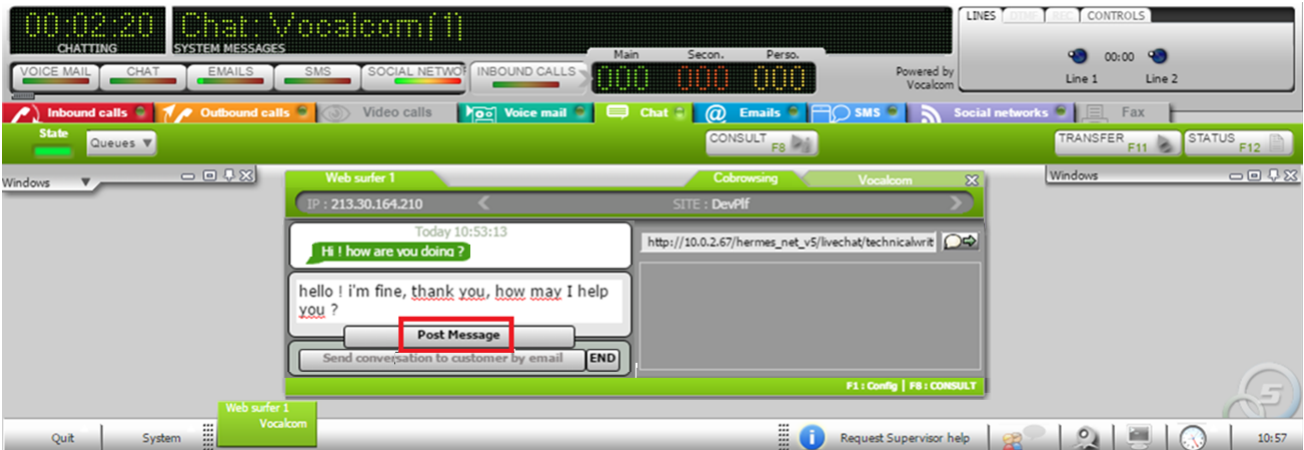 00:02:20 Chat: Vocalcom(1)
CHATTING SYSTEM MESSAGES
LINES DTMF REC CONTROLS
00:00
Line 1 Line 2
Main Secon. Perso.
VOICE MAIL CHAT EMAILS SMS SOCIAL NETWO INBOUND CALLS
000 000 000
Powered by
Vocalcom
Inbound calls Outbound calls Video calls Voice mail Chat Emails SMS Social networks Fax
State
Queues
CONSULT F8
TRANSFER F11
STATUS F12
Windows
Web surfer 1 Cobrowsing Vocalcom
Windows
IP : 213.30.164.210 SITE : DevPlf
Today 10:53:13
Hi ! how are you doing ?
http://10.0.2.67/hermes_net_v5/livechat/technicalwrit
hello ! i'm fine, thank you, how may I help
you ?
Post Message
Send conversation to customer by email END
F1 : Config | F8 : CONSULT
Web surfer 1
Vocalcom
Quit System
Request Supervisor help
10:57